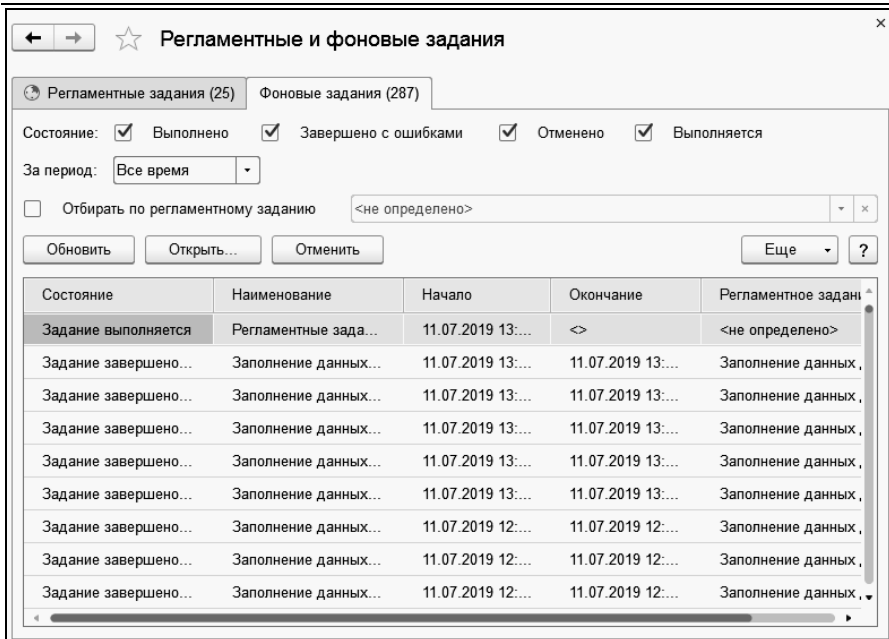 Регламентные и фоновые задания
Регламентные задания (25) Фоновые задания (287)
Состояние: Выполнено Завершено с ошибками Отменено Выполняется
За период: Все время
Отбирать по регламентному заданию <не определено>
Обновить Открыть... Отменить Еще ?
Состояние Наименование Начало Окончание Регламентное задани
Задание выполняется Регламентные зада... 11.07.2019 13:... <> <не определено>
Задание завершено... Заполнение данных... 11.07.2019 13:... 11.07.2019 13:... Заполнение данных
Задание завершено... Заполнение данных... 11.07.2019 13:... 11.07.2019 13:... Заполнение данных
Задание завершено... Заполнение данных... 11.07.2019 13:... 11.07.2019 13:... Заполнение данных
Задание завершено... Заполнение данных... 11.07.2019 13:... 11.07.2019 13:... Заполнение данных
Задание завершено... Заполнение данных... 11.07.2019 13:... 11.07.2019 13:... Заполнение данных
Задание завершено... Заполнение данных... 11.07.2019 12:... 11.07.2019 12:... Заполнение данных
Задание завершено... Заполнение данных... 11.07.2019 12:... 11.07.2019 12:... Заполнение данных
Задание завершено... Заполнение данных... 11.07.2019 12:... 11.07.2019 12:... Заполнение данных